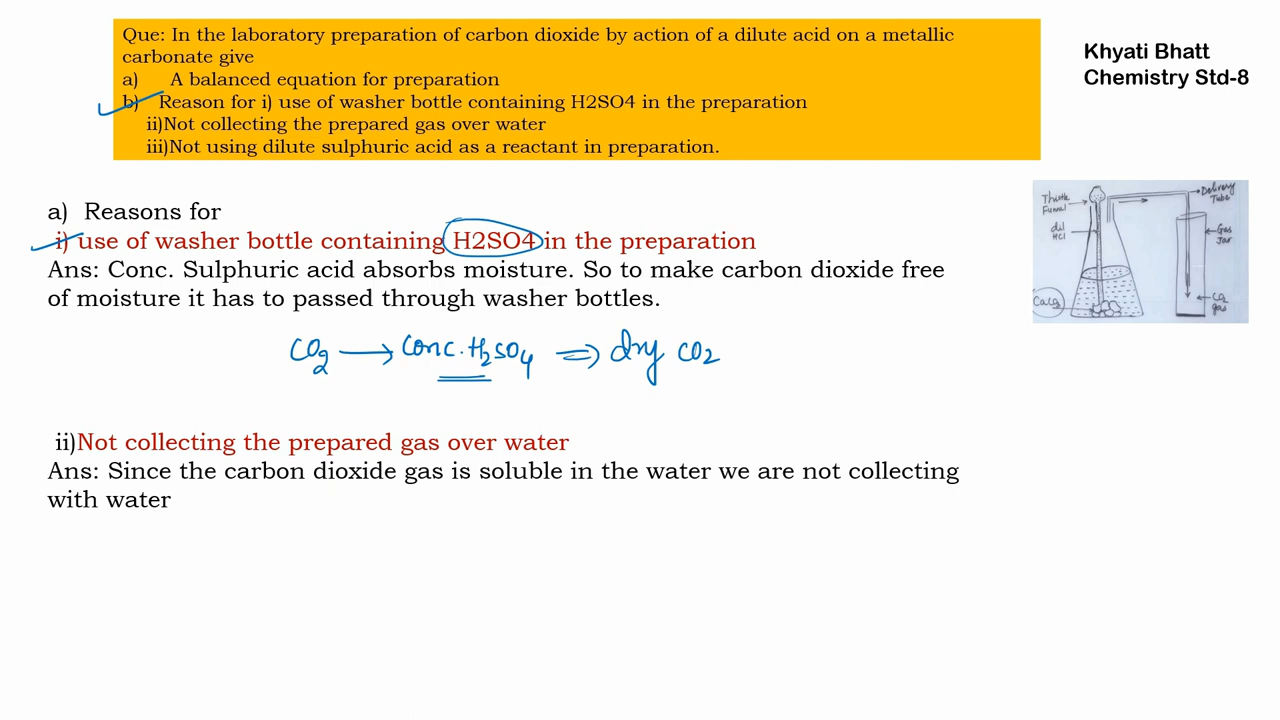 Que: In the laboratory preparation of carbon dioxide by action of a dilute acid on a metallic
carbonate give
a) A balanced equation for preparation
b) Reason for i) use of washer bottle containing H2SO4 in the preparation
ii)Not collecting the prepared gas over water
iii)Not using dilute sulphuric acid as a reactant in preparation.
Khyati Bhatt
Chemistry Std-8
a) Reasons for
i) use of washer bottle containing H2SO4 in the preparation
Ans: Conc. Sulphuric acid absorbs moisture. So to make carbon dioxide free
of moisture it has to passed through washer bottles.
CO2 → Conc. H2SO4 ⇒ dry CO2
ii)Not collecting the prepared gas over water
Ans: Since the carbon dioxide gas is soluble in the water we are not collecting
with water
Thistle
Funnel
dil
HCl
Delivery
Tube
Gas
Jar
CO2
gas